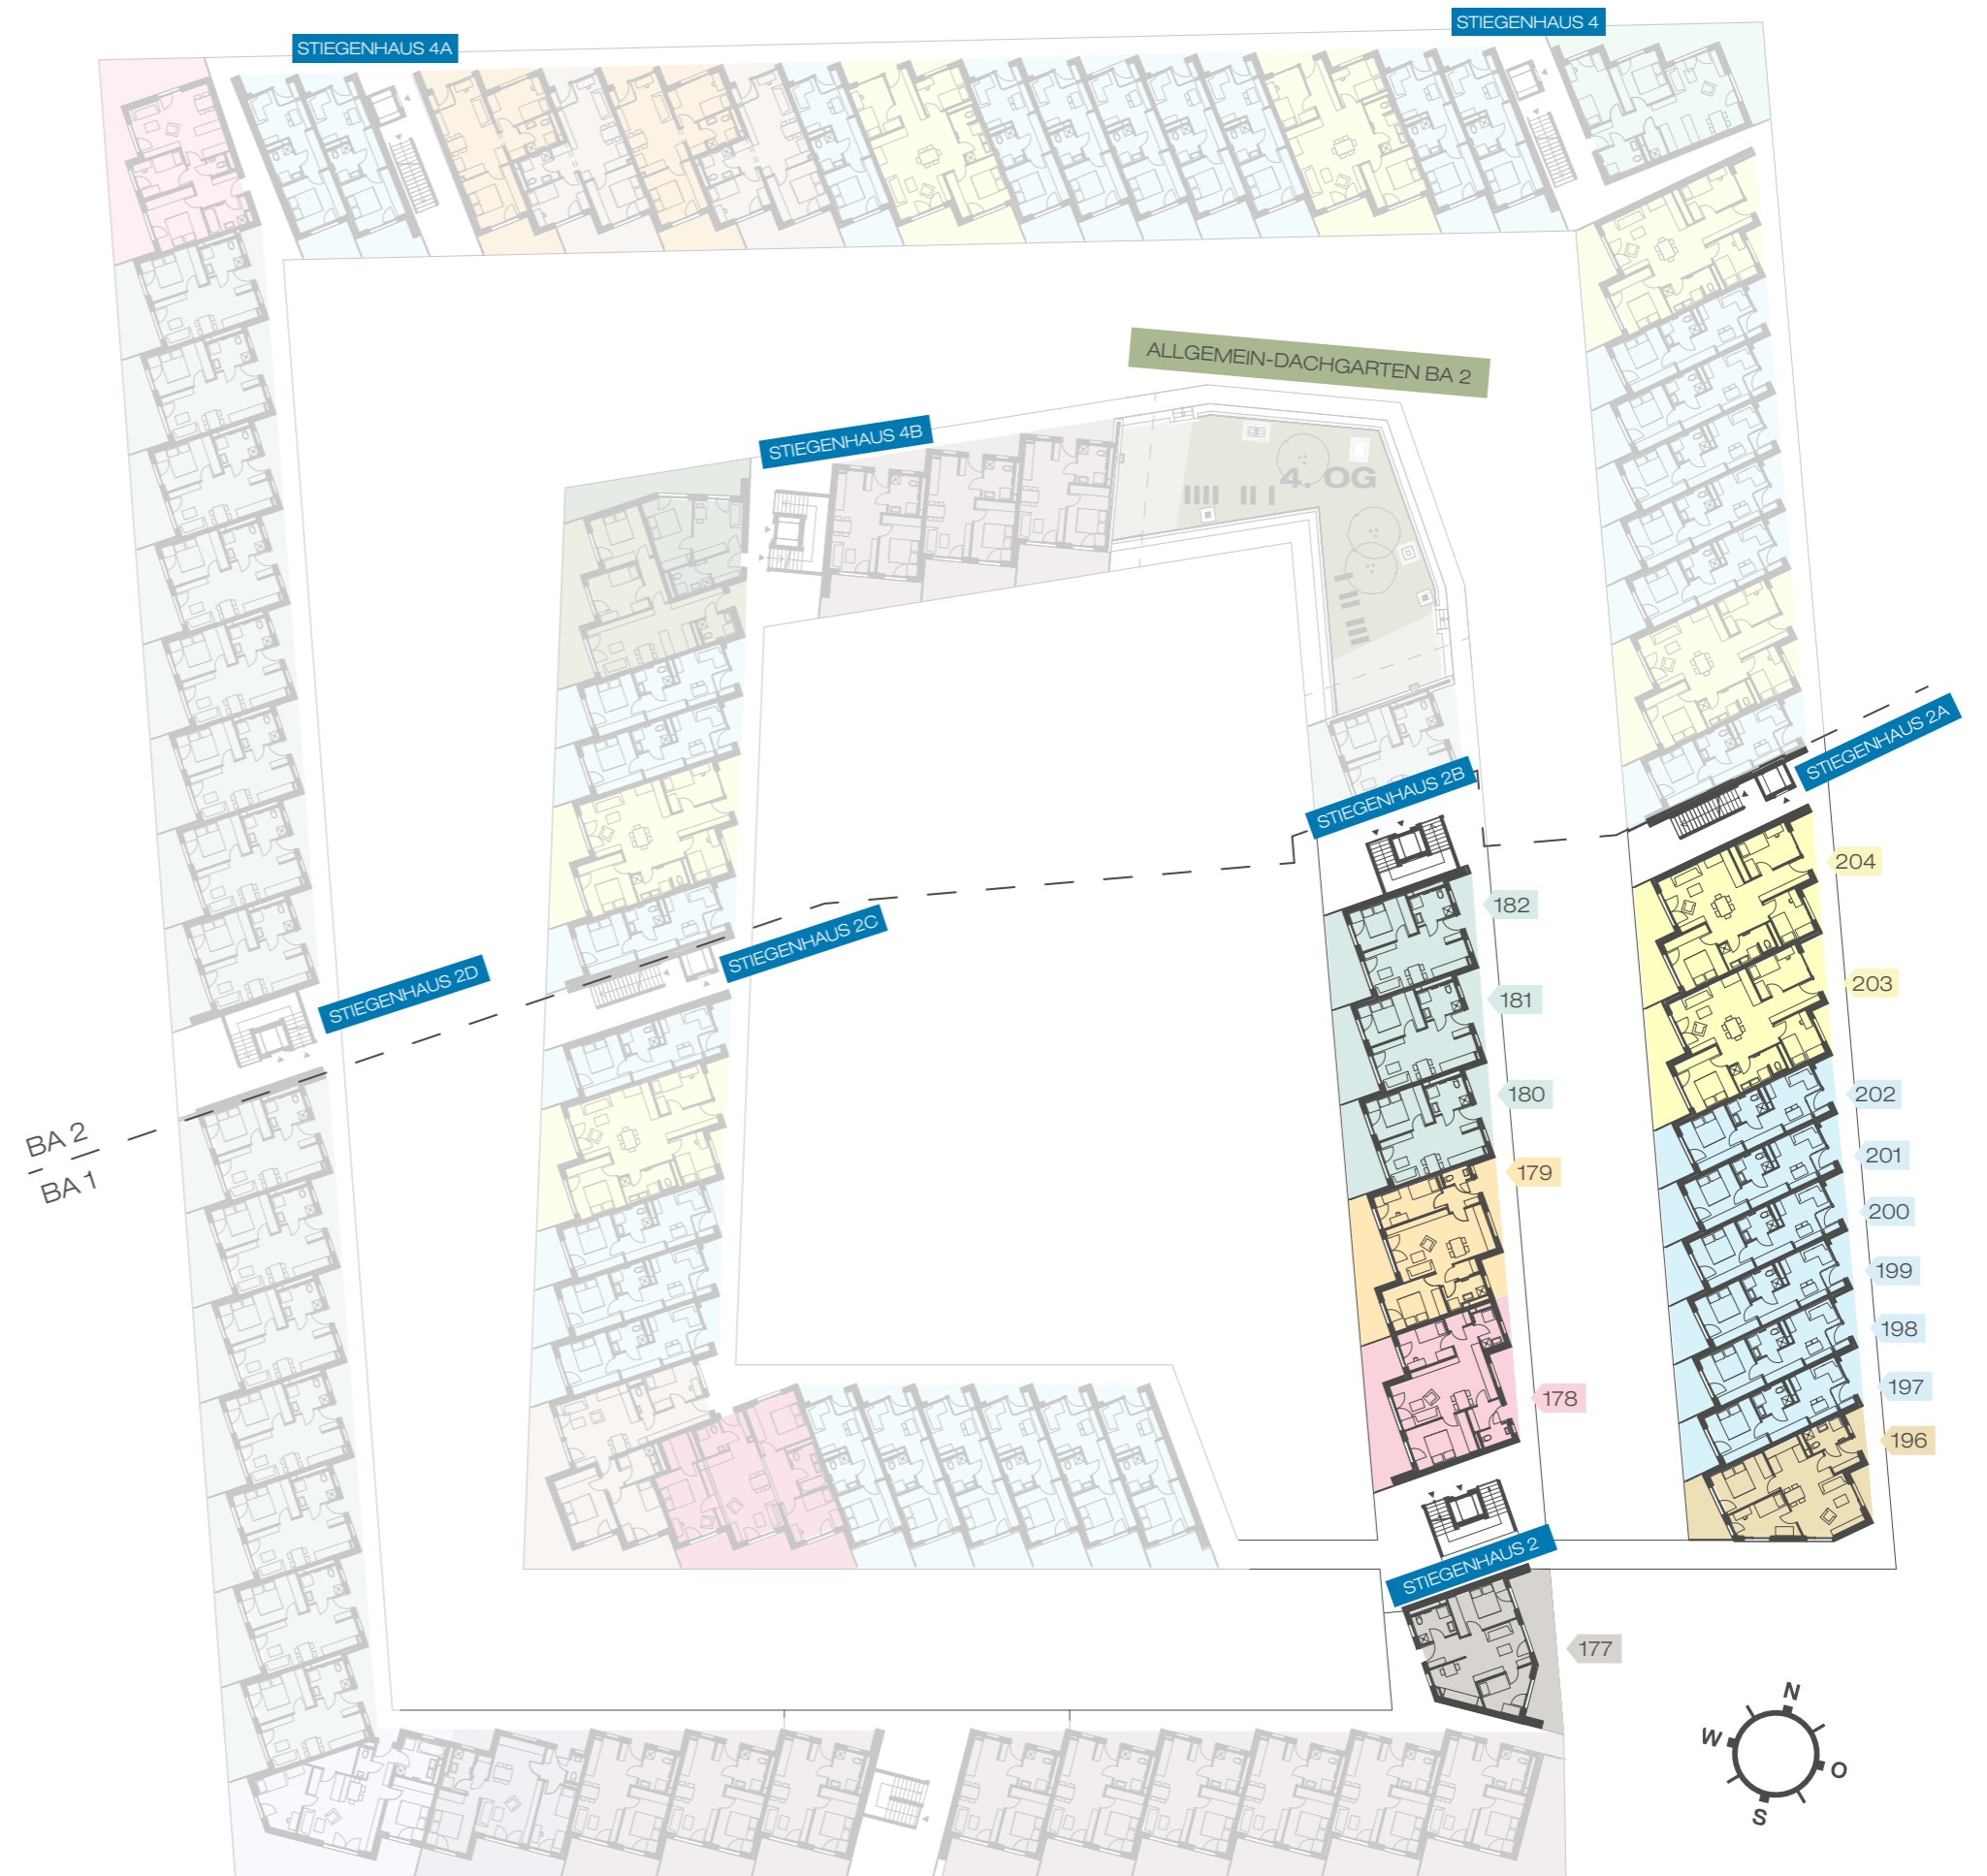 STIEGENHAUS 4
STIEGENHAUS 4A
ALLGEMEIN-DACHGARTEN BA 2
STIEGENHAUS 4B
4. OG
STIEGENHAUS 2A
STIEGENHAUS 2B
204
182
STIEGENHAUS 2C
STIEGENHAUS 2D
203
181
180
202
BA 2
BA 1
201
179
200
199
198
197
178
196
STIEGENHAUS 2
177
N
W
O
S